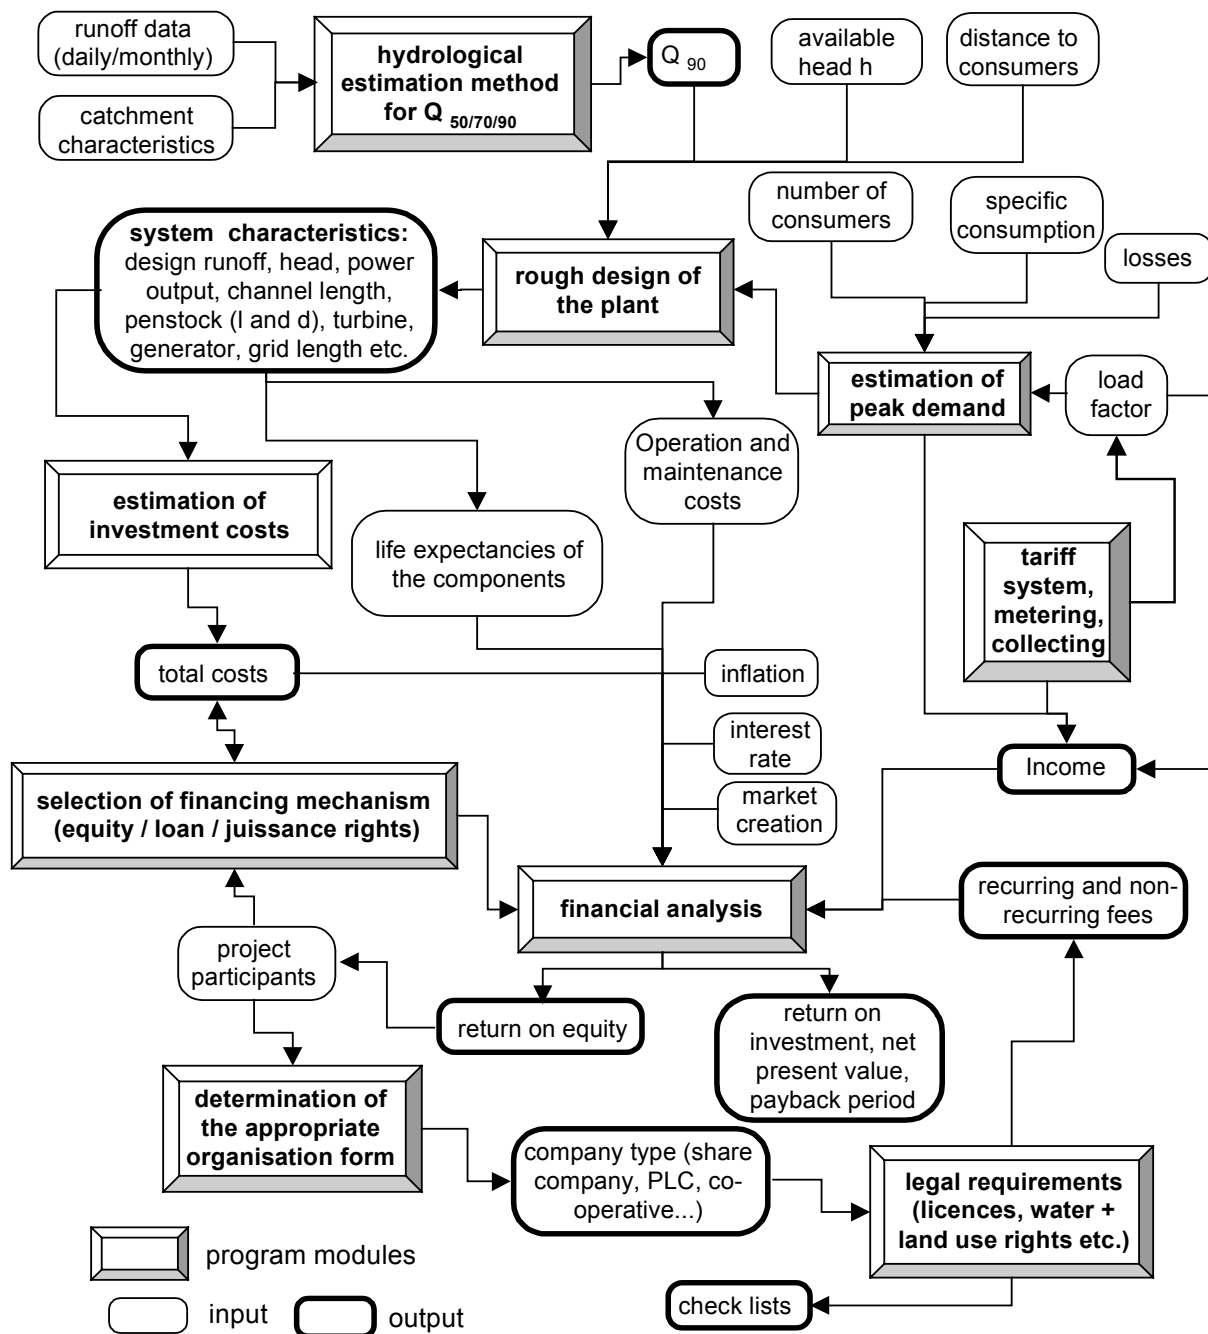 runoff data
(daily/monthly)
catchment
characteristics
hydrological
estimation method
for Q 50/70/90
Q 90
available
head h
distance to
consumers
number of
consumers
specific
consumption
losses
system characteristics:
design runoff, head, power
output, channel length,
penstock (l and d), turbine,
generator, grid length etc.
rough design of
the plant
estimation of
peak demand
load
factor
Operation and
maintenance
costs
estimation of
investment costs
life expectancies of
the components
tariff
system,
metering,
collecting
total costs
inflation
interest
rate
market
creation
Income
selection of financing mechanism
(equity / loan / juissance rights)
financial analysis
recurring and non-
recurring fees
project
participants
return on equity
return on
investment, net
present value,
payback period
determination of
the appropriate
organisation form
company type (share
company, PLC, co-
operative...)
legal requirements
(licences, water +
land use rights etc.)
check lists
program modules
input
output